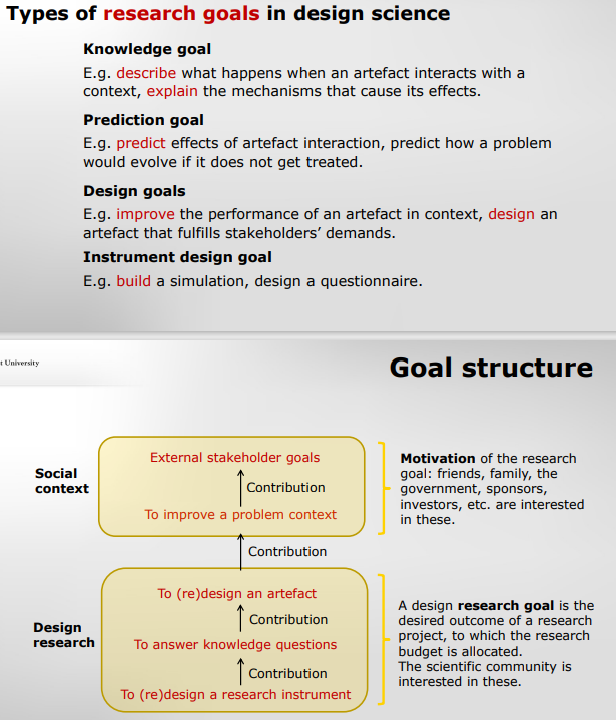 Types of research goals in design science
Knowledge goal
E.g. describe what happens when an artefact interacts with a
context, explain the mechanisms that cause its effects.
Prediction goal
E.g. predict effects of artefact interaction, predict how a problem
would evolve if it does not get treated.
Design goals
E.g. improve the performance of an artefact in context, design an
artefact that fulfills stakeholders’ demands.
Instrument design goal
E.g. build a simulation, design a questionnaire.
t University
Goal structure
Social
context
External stakeholder goals
Contribution
To improve a problem context
Motivation of the research
goal: friends, family, the
government, sponsors,
investors, etc. are interested
in these.
Contribution
Design
research
To (re)design an artefact
Contribution
To answer knowledge questions
Contribution
To (re)design a research instrument
A design research goal is the
desired outcome of a research
project, to which the research
budget is allocated.
The scientific community is
interested in these.